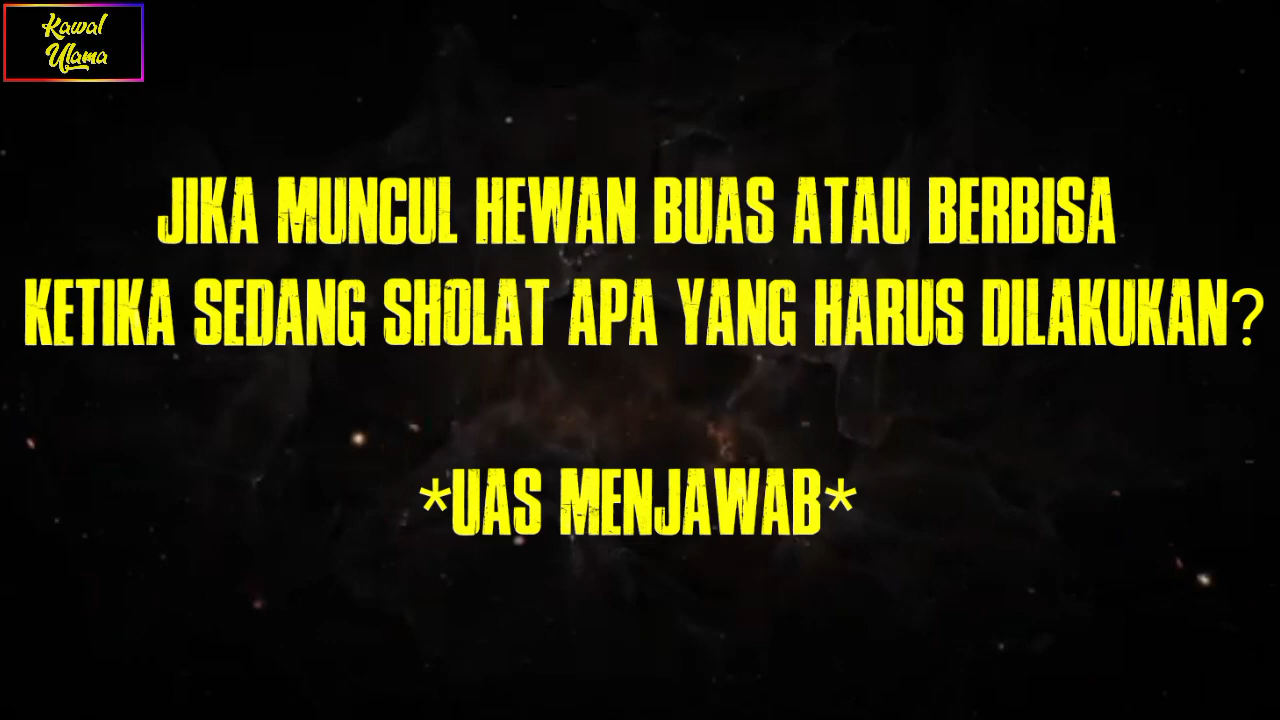 Kawal
Ulama
JIKA MUNCUL HEWAN BUAS ATAU BERBISA
KETIKA SEDANG SHOLAT APA YANG HARUS DILAKUKAN?
*UAS MENJAWAB*